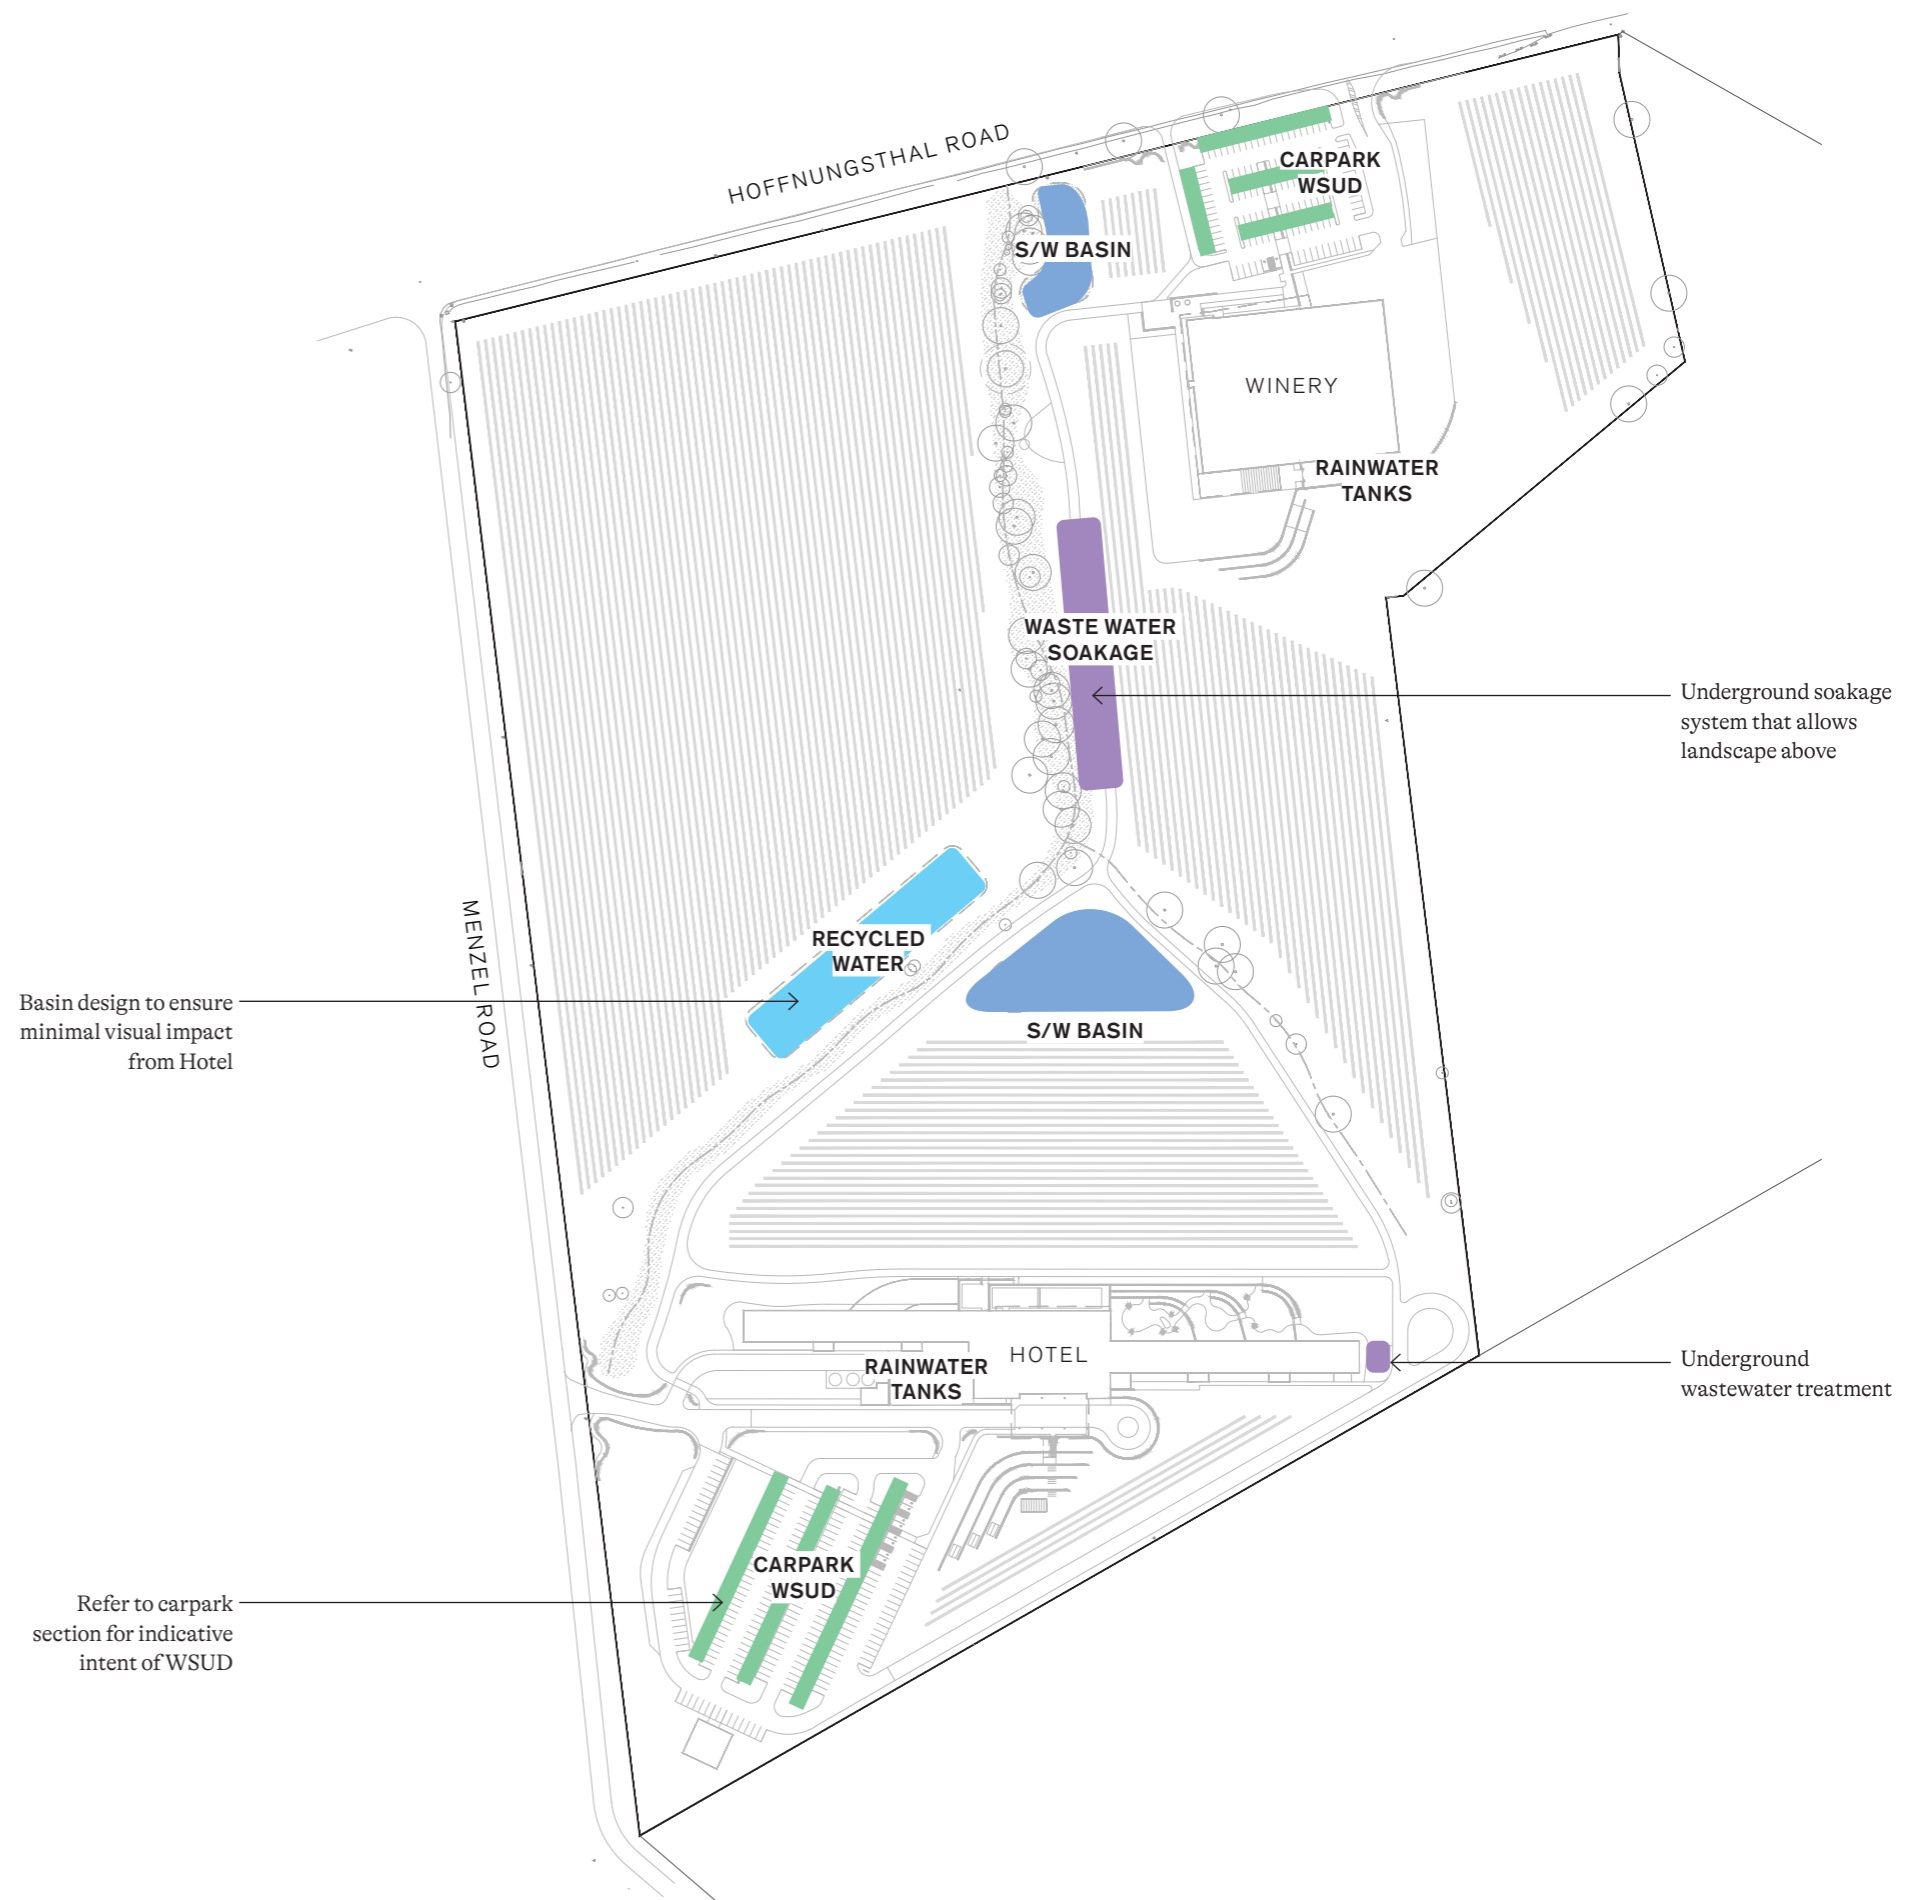 HOFFNUNGSTHAL ROAD
CARPARK
WSUD
S/W BASIN
WINERY
RAINWATER
TANKS
WASTE WATER
SOAKAGE
Underground soakage
system that allows
landscape above
MENZEL ROAD
RECYCLED
WATER
Basin design to ensure
minimal visual impact
from Hotel
S/W BASIN
HOTEL
RAINWATER
TANKS
Underground
wastewater treatment
CARPARK
WSUD
Refer to carpark
section for indicative
intent of WSUD